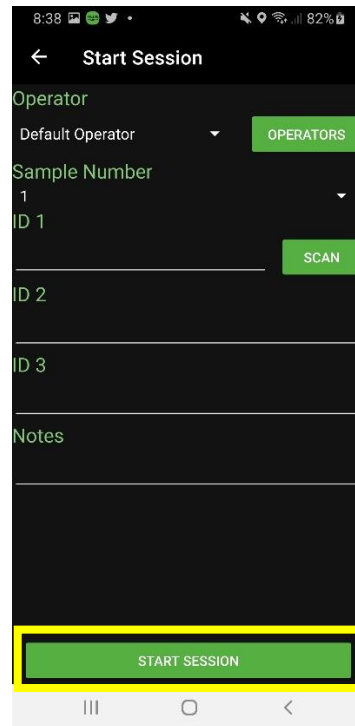 8:38 82%
Start Session
Operator
Default Operator OPERATORS
Sample Number
1
ID 1
SCAN
ID 2
ID 3
Notes
START SESSION